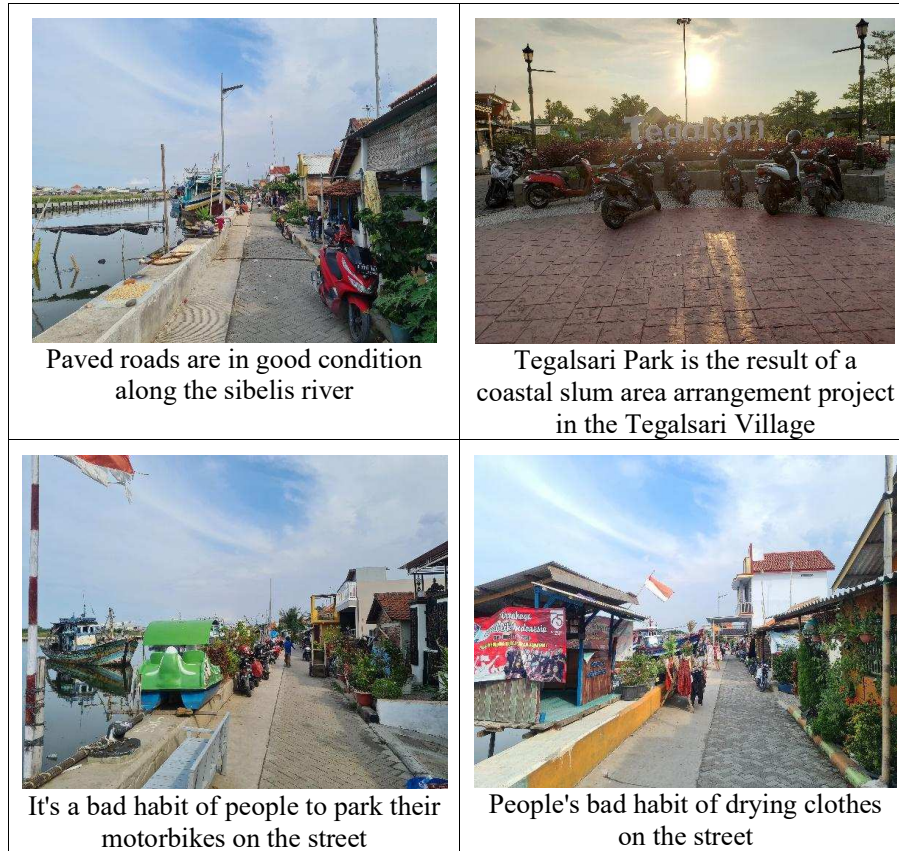 Paved roads are in good condition
along the sibelis river
Tegalsari
Tegalsari Park is the result of a
coastal slum area arrangement project
in the Tegalsari Village
It's a bad habit of people to park their
motorbikes on the street
People's bad habit of drying clothes
on the street